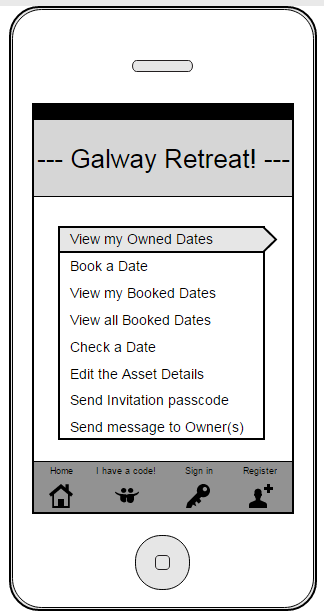 --- Galway Retreat! ---
View my Owned Dates
Book a Date
View my Booked Dates
View all Booked Dates
Check a Date
Edit the Asset Details
Send Invitation passcode
Send message to Owner(s)
Home I have a code! Sign in Register